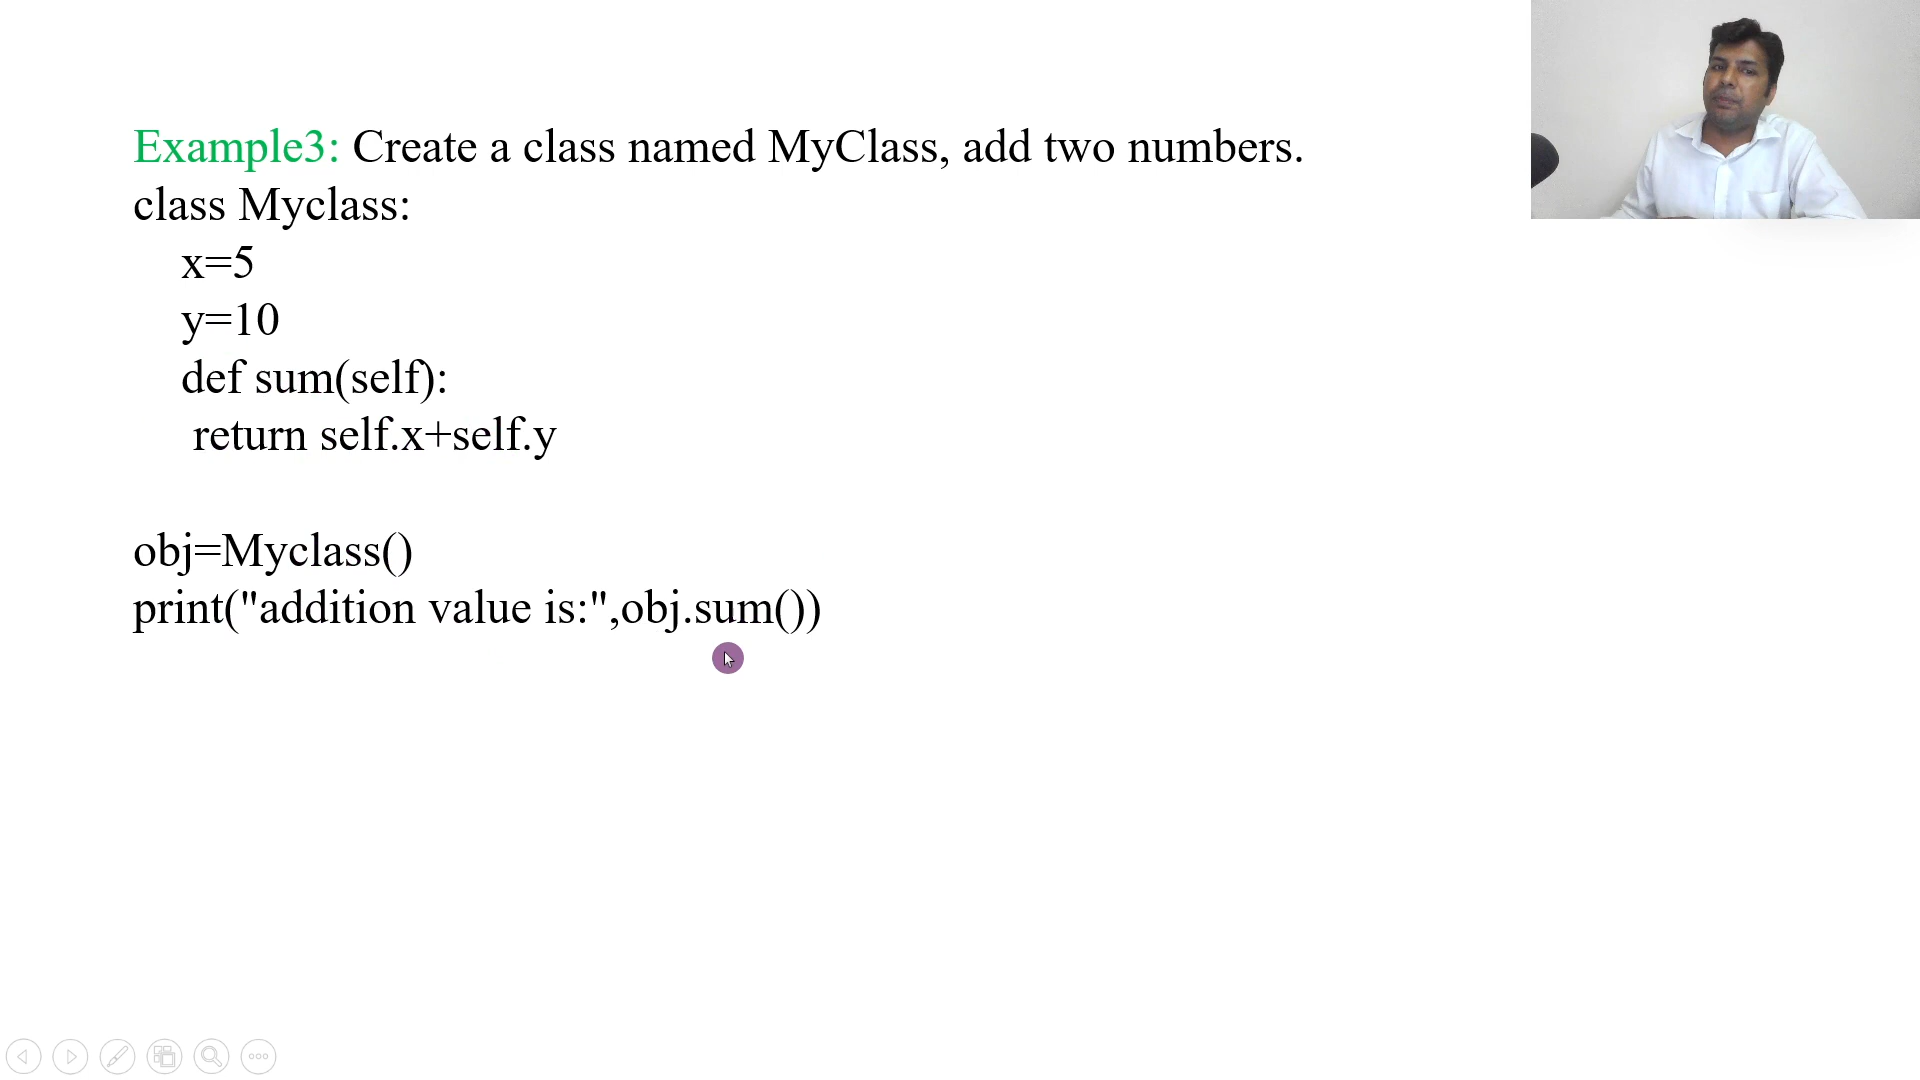 Example3: Create a class named MyClass, add two numbers.
class Myclass:
x=5
y=10
def sum(self):
return self.x+self.y
obj=Myclass()
print("addition value is:",obj.sum())